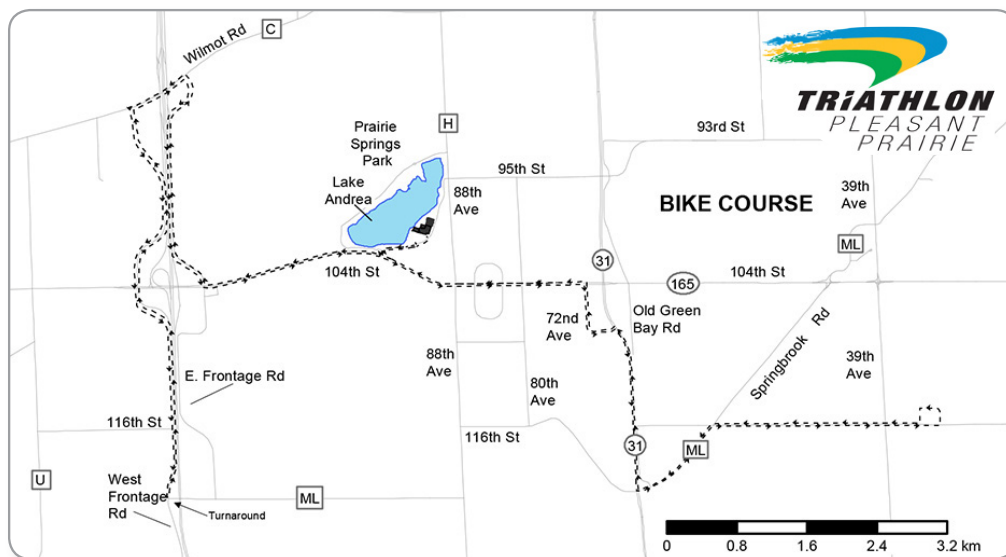 Wilmot Rd
C
TRiATHLON
PLEASANT
PRAIRIE
H
93rd St
Prairie
Springs
Park
95th St
Lake
Andrea
88th
Ave
BIKE COURSE
39th
Ave
ML
31
104th St
165
104th St
72nd
Ave
Old Green
Bay Rd
Springbrook Rd
88th
Ave
80th
Ave
39th
Ave
E. Frontage Rd
116th St
116th St
31
ML
U
West
Frontage
Rd
Turnaround
ML
0 0.8 1.6 2.4 3.2 km